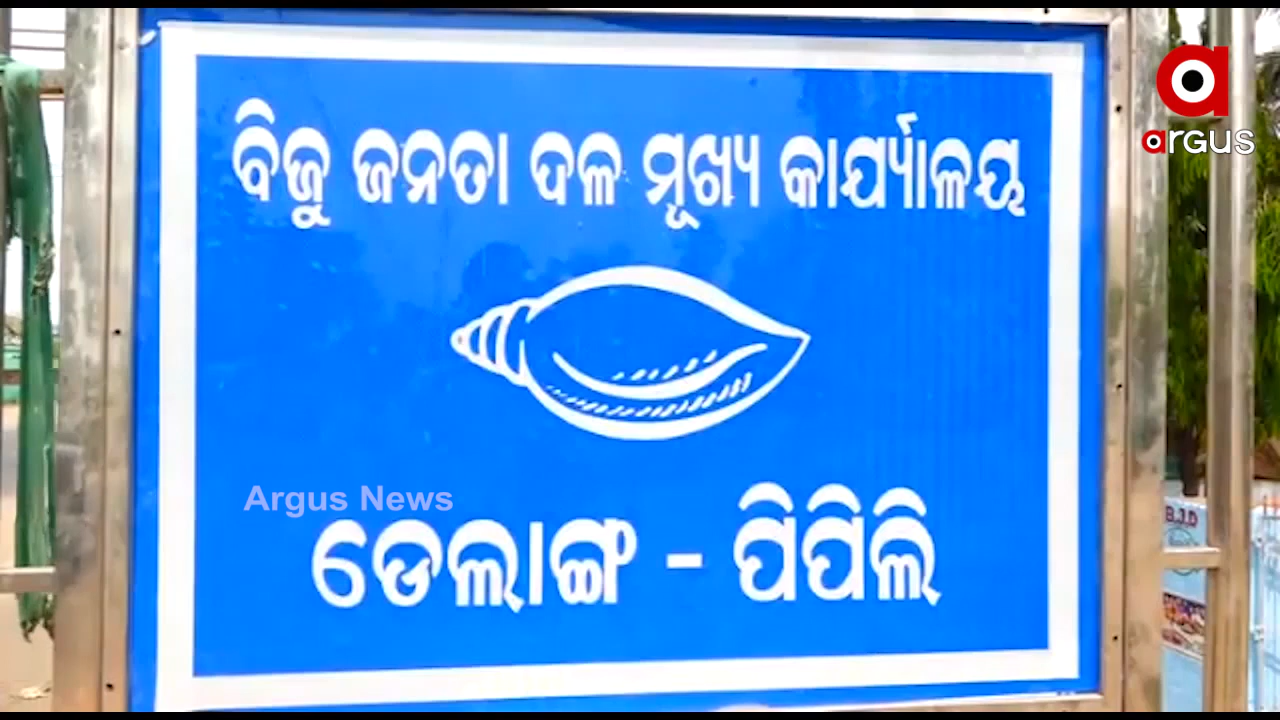 ବିଜୁ ଜନତା ଦଳ ମୂଖ୍ୟ କାର୍ଯ୍ୟାଳୟ
ଡେଲାଙ୍ଗ - ପିପିଲି
Argus News
argus
B.J.D